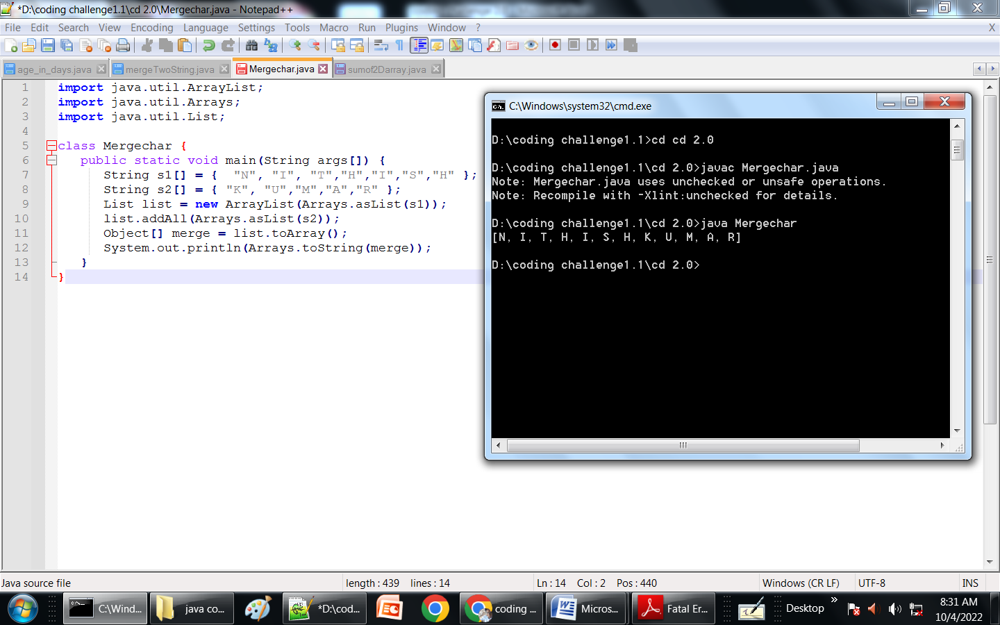 *D:\coding challenge1.1\cd 2.0\Mergechar.java - Notepad++
File Edit Search View Encoding Language Settings Tools Macro Run Plugins Window ? X
age_in_days.java mergeTwoString.java Mergechar.java sumof2Darray.java
1 import java.util.ArrayList;
2 import java.util.Arrays;
3 import java.util.List;
4
5 class Mergechar {
6 public static void main(String args[]) {
7 String s1[] = { "N", "I", "T","H","I","S","H" };
8 String s2[] = { "K", "U","M","A","R" };
9 List list = new ArrayList(Arrays.asList(s1));
10 list.addAll(Arrays.asList(s2));
11 Object[] merge = list.toArray();
12 System.out.println(Arrays.toString(merge));
13 }
14 }
C:\Windows\system32\cmd.exe
D:\coding challenge1.1>cd cd 2.0
D:\coding challenge1.1\cd 2.0>javac Mergechar.java
Note: Mergechar.java uses unchecked or unsafe operations.
Note: Recompile with -Xlint:unchecked for details.
D:\coding challenge1.1\cd 2.0>java Mergechar
[N, I, T, H, I, S, H, K, U, M, A, R]
D:\coding challenge1.1\cd 2.0>
Java source file length : 439 lines : 14 Ln : 14 Col : 2 Pos : 440 Windows (CR LF) UTF-8 INS
C:\Wind... java co... *D:\cod... coding ... Micros... Fatal Er... Desktop » 8:31 AM
10/4/2022